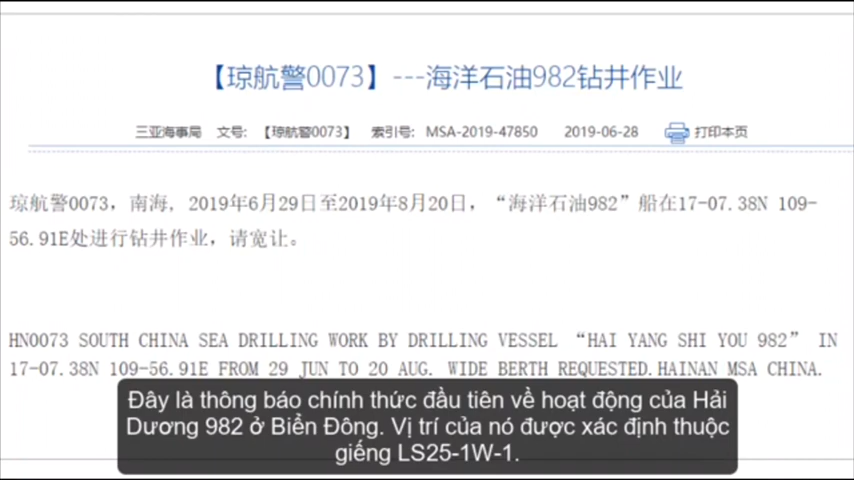 【琼航警0073】---海洋石油982钻井作业
三亚海事局 文号: 【琼航警0073】 索引号: MSA-2019-47850 2019-06-28 打印本页
琼航警0073，南海, 2019年6月29日至2019年8月20日，“海洋石油982”船在17-07.38N 109-
56.91E处进行钻井作业，请宽让。
HN0073 SOUTH CHINA SEA DRILLING WORK BY DRILLING VESSEL “HAI YANG SHI YOU 982” IN
17-07.38N 109-56.91E FROM 29 JUN TO 20 AUG. WIDE BERTH REQUESTED.HAINAN MSA CHINA.
Đây là thông báo chính thức đầu tiên về hoạt động của Hải
Dương 982 ở Biển Đông. Vị trí của nó được xác định thuộc
giếng LS25-1W-1.